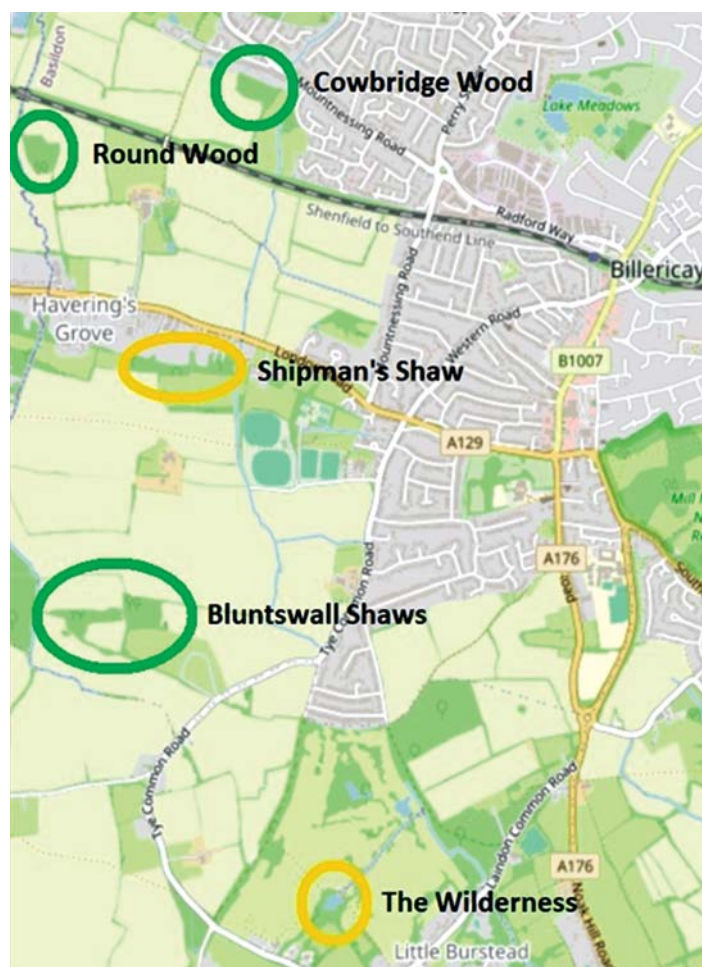 Basildon
Cowbridge Wood
Mountnessing Road
Perry Street
Lake Meadows
Round Wood
Radford Way
Shenfield to Southend Line
Billericay
Havering's
Grove
Mountnessing Road
Western Road
London Road
Shipman's Shaw
B1007
A129
Mill
A176
Bluntswall Shaws
Tye Common Road
Tye Common Road
Laindon Common Road
A176
Noak Hill Road
The Wilderness
Little Burstead